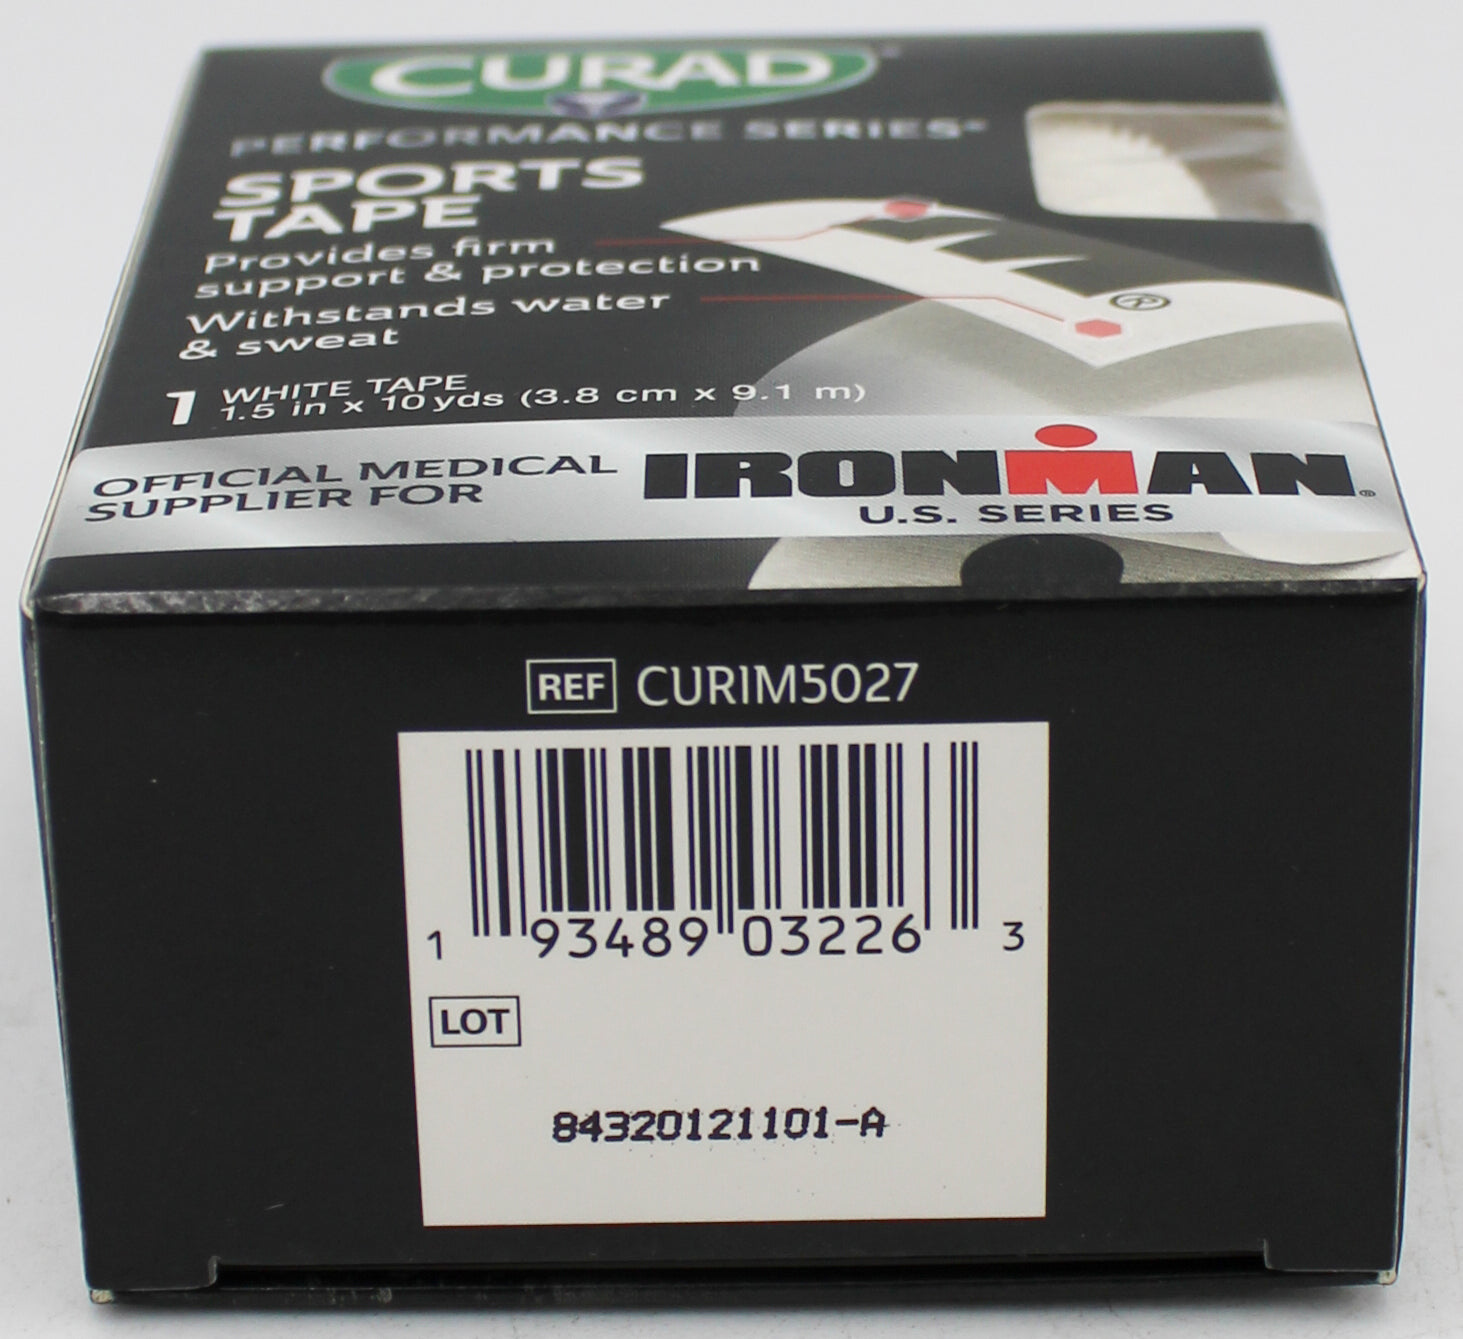 CURAD
PERFORMANCE SERIES
SPORTS
TAPE
Provides firm
support & protection
Withstands water
& sweat
1 WHITE TAPE
1.5 in x 10 yds (3.8 cm x 9.1 m)
OFFICIAL MEDICAL
SUPPLIER FOR
IRONMAN®
U.S. SERIES
®
REF CURIM5027
1 93489 03226 3
LOT
84320121101-A